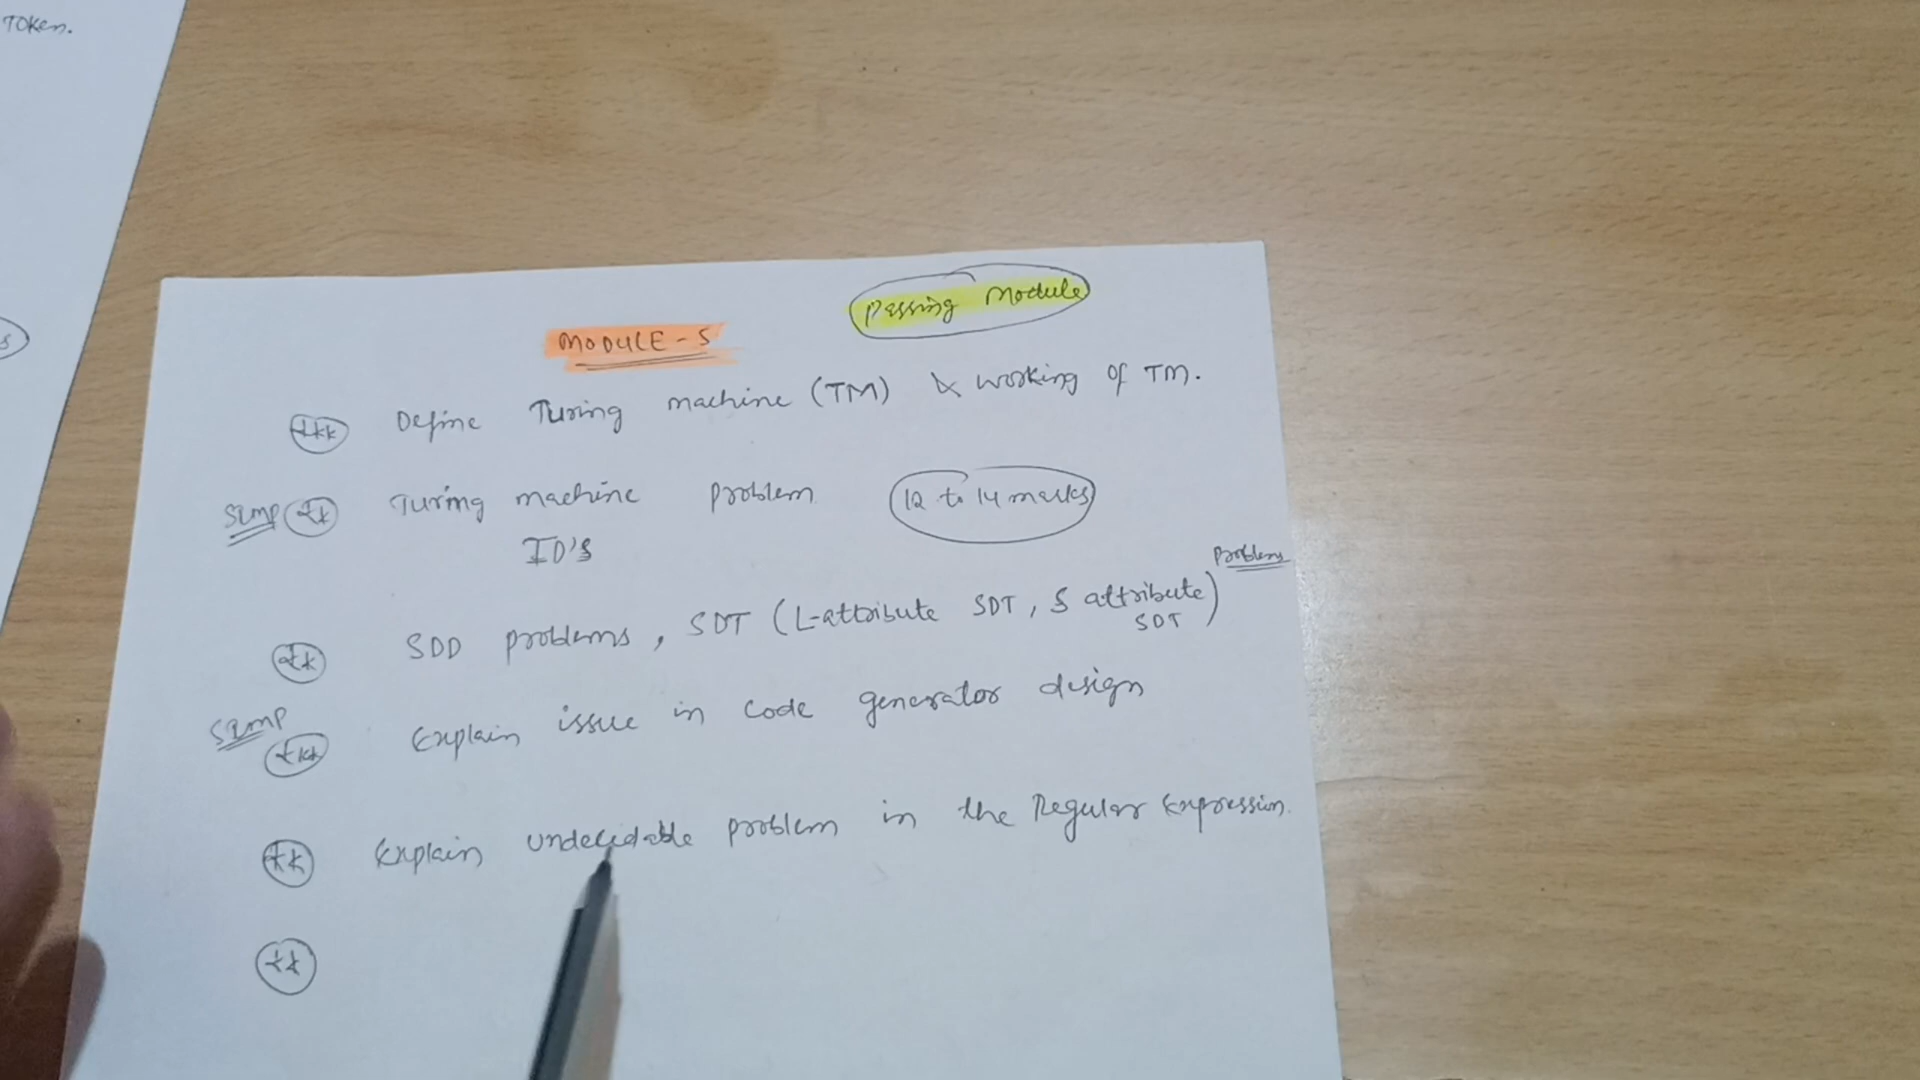 Token.
Passing Module
MODULE-5
Define Turing machine (TM) & working of TM.
SIMP Turing machine problem 12 to 14 marks
ID's
Problems
SDD problems, SDT (L-attribute SDT, S attribute SDT)
SIMP
Explain issue in code generator design
Explain undecidable problem in the Regular Expression.